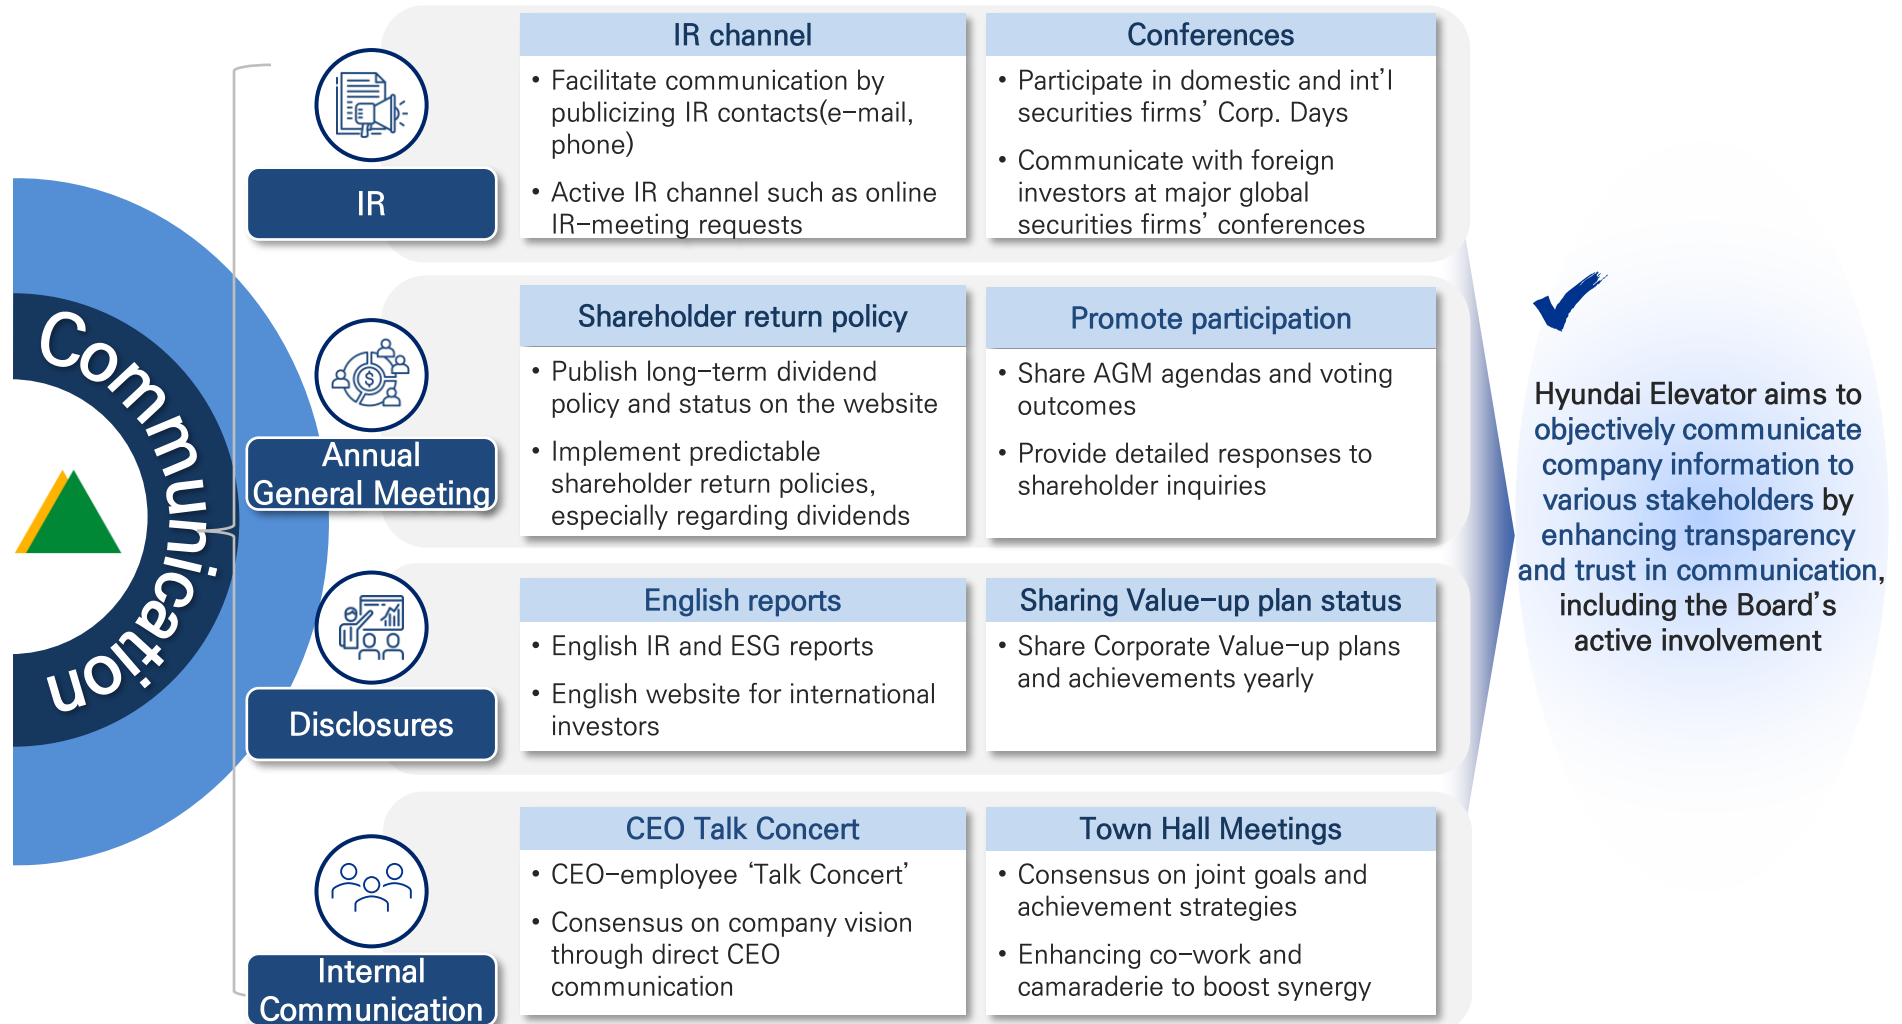 Communication
IR
IR channel
• Facilitate communication by
publicizing IR contacts(e-mail,
phone)
• Active IR channel such as online
IR-meeting requests
Conferences
• Participate in domestic and int’l
securities firms’ Corp. Days
• Communicate with foreign
investors at major global
securities firms’ conferences
Annual
General Meeting
Shareholder return policy
• Publish long-term dividend
policy and status on the website
• Implement predictable
shareholder return policies,
especially regarding dividends
Promote participation
• Share AGM agendas and voting
outcomes
• Provide detailed responses to
shareholder inquiries
Disclosures
English reports
• English IR and ESG reports
• English website for international
investors
Sharing Value-up plan status
• Share Corporate Value-up plans
and achievements yearly
Internal
Communication
CEO Talk Concert
• CEO-employee ‘Talk Concert’
• Consensus on company vision
through direct CEO
communication
Town Hall Meetings
• Consensus on joint goals and
achievement strategies
• Enhancing co-work and
camaraderie to boost synergy
Hyundai Elevator aims to
objectively communicate
company information to
various stakeholders by
enhancing transparency
and trust in communication,
including the Board’s
active involvement